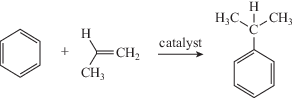 H
H₃C CH₃
C
H
+ CH₂ catalyst
CH₃